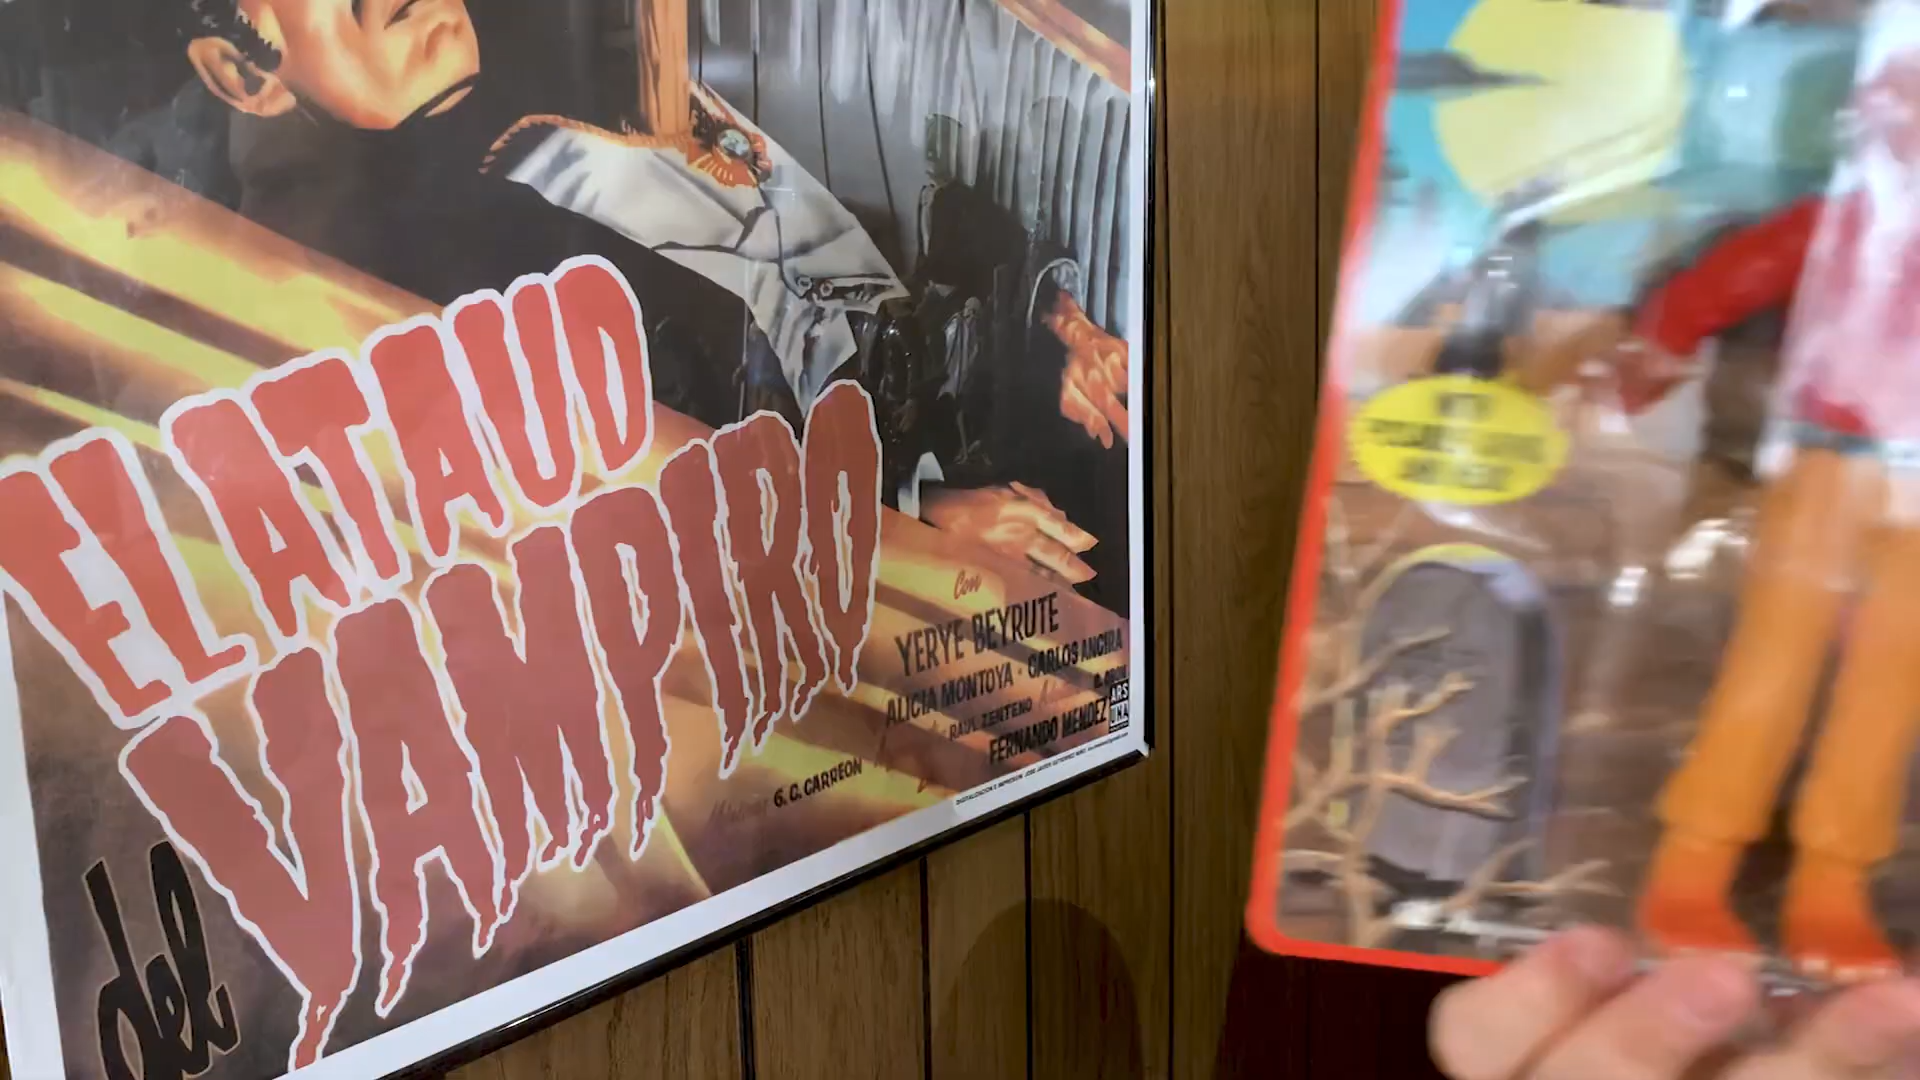 EL ATAUD
del VAMPIRO
Con
YERYE BEYRUTE
ALICIA MONTOYA · CARLOS ANCIRA
RAUL ZENTENO
FERNANDO MENDEZ
G. C. CARREON
ARS
UNA